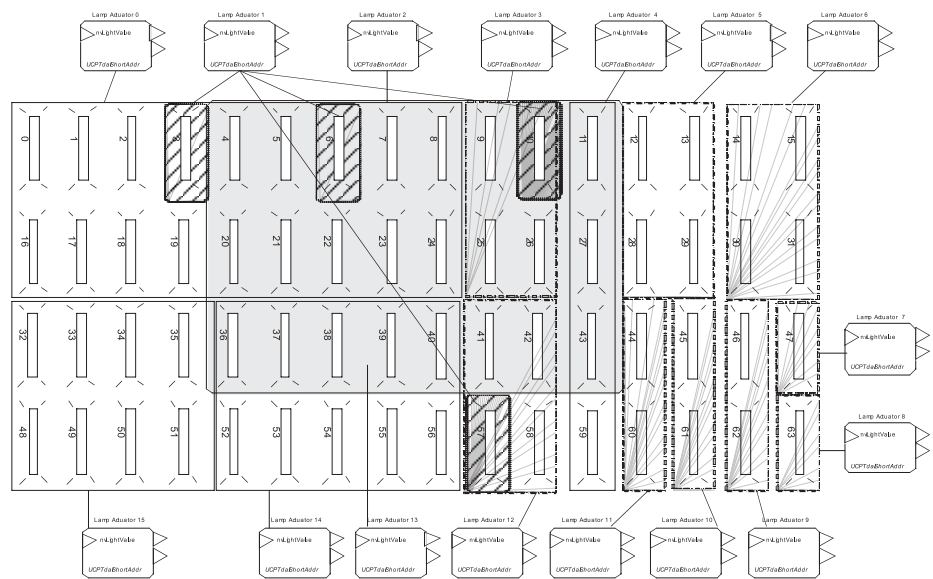 Lamp Actuator 0 Lamp Actuator 1 Lamp Actuator 2 Lamp Actuator 3 Lamp Actuator 4 Lamp Actuator 5 Lamp Actuator 6
nvLightValue nvLightValue nvLightValue nvLightValue nvLightValue nvLightValue nvLightValue
UCPTdaliShortAddr UCPTdaliShortAddr UCPTdaliShortAddr UCPTdaliShortAddr UCPTdaliShortAddr UCPTdaliShortAddr UCPTdaliShortAddr
0 1 2 3 4 5 6 7 8 9 10 11 12 13 14 15
16 17 18 19 20 21 22 23 24 25 26 27 28 29 30 31
Lamp Actuator 7
nviLightValue
UCPTdaliShortAddr
32 33 34 35 36 37 38 39 40 41 42 43 44 45 46 47
Lamp Actuator 8
nvLightValue
UCPTdaliShortAddr
48 49 50 51 52 53 54 55 56 57 58 59 60 61 62 63
Lamp Actuator 15 Lamp Actuator 14 Lamp Actuator 13 Lamp Actuator 12 Lamp Actuator 11 Lamp Actuator 10 Lamp Actuator 9
nvLightValue nvLightValue nvLightValue nvLightValue nvLightValue nvLightValue nvLightValue
UCPTdaliShortAddr UCPTdaliShortAddr UCPTdaliShortAddr UCPTdaliShortAddr UCPTdaliShortAddr UCPTdaliShortAddr UCPTdaliShortAddr